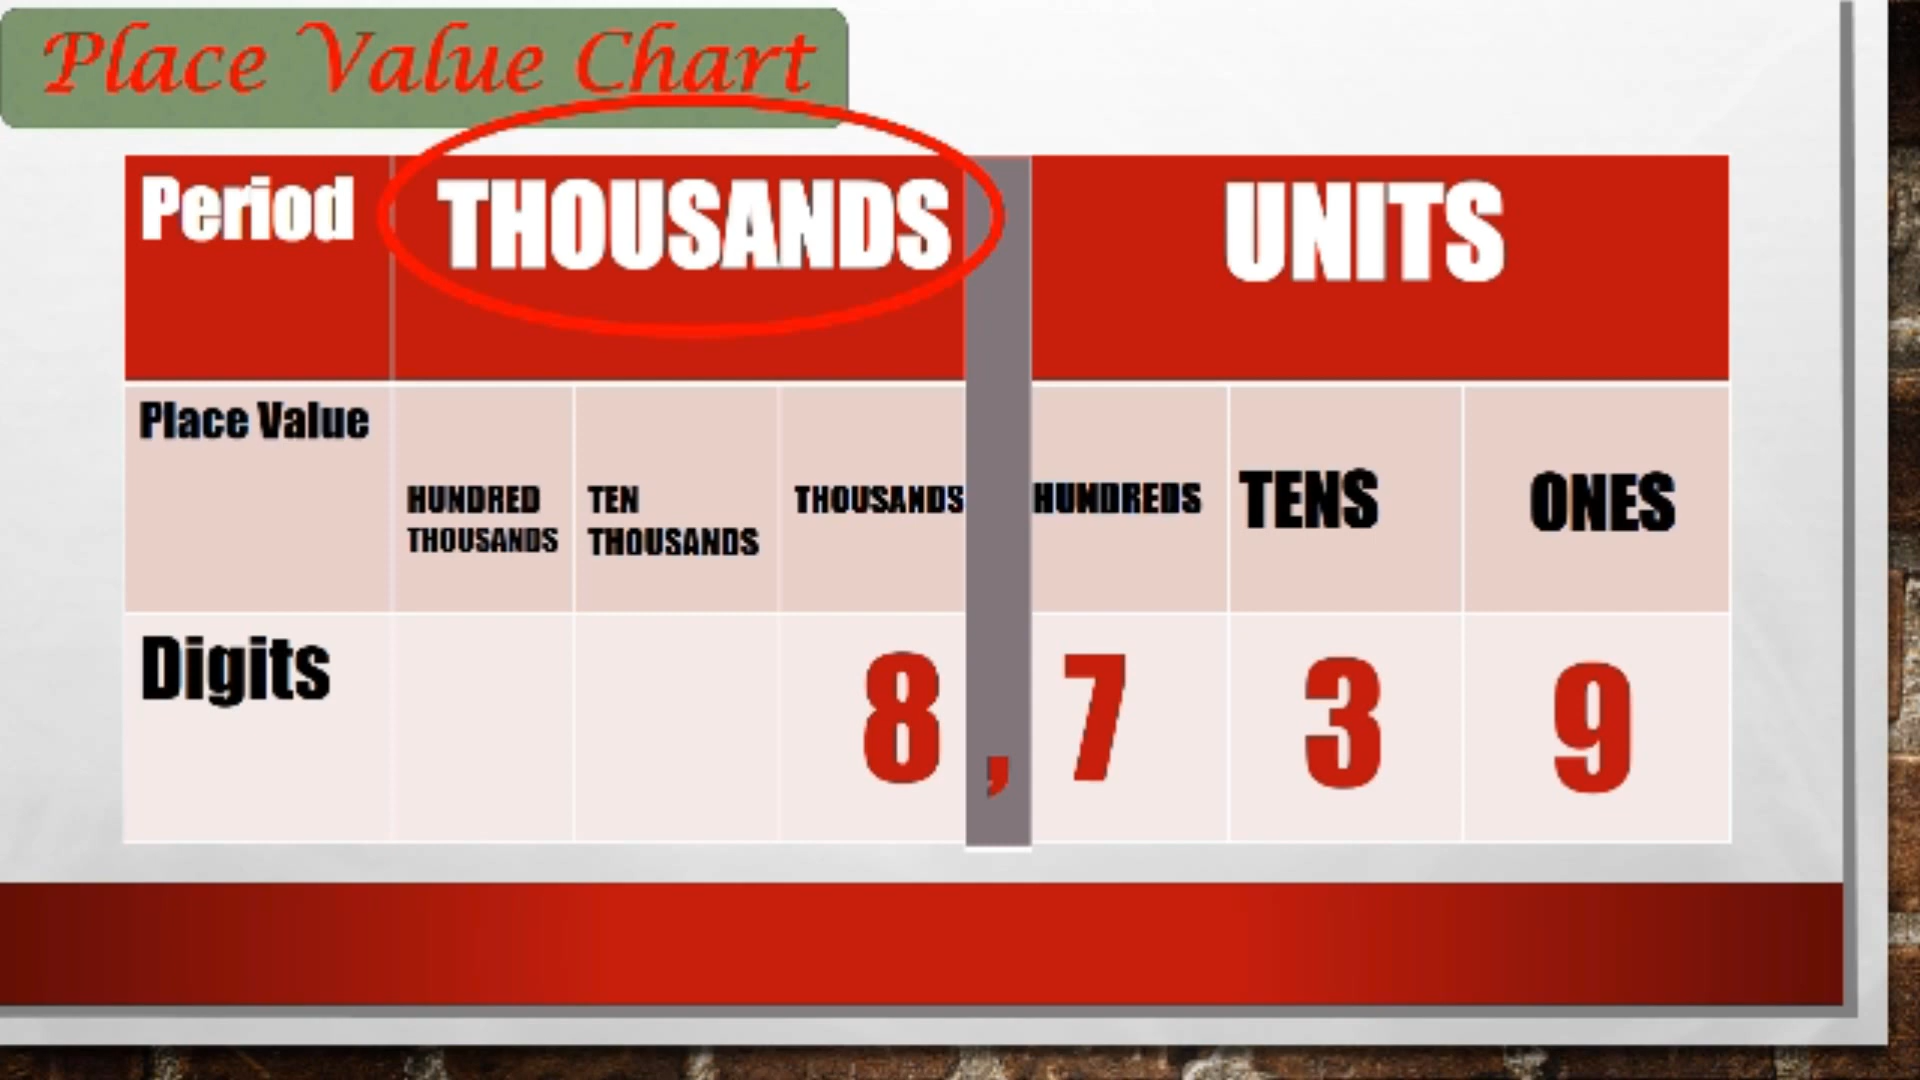 Place Value Chart
Period THOUSANDS UNITS
Place Value
HUNDRED THOUSANDS
TEN THOUSANDS
THOUSANDS
HUNDREDS
TENS
ONES
Digits 8 , 7 3 9